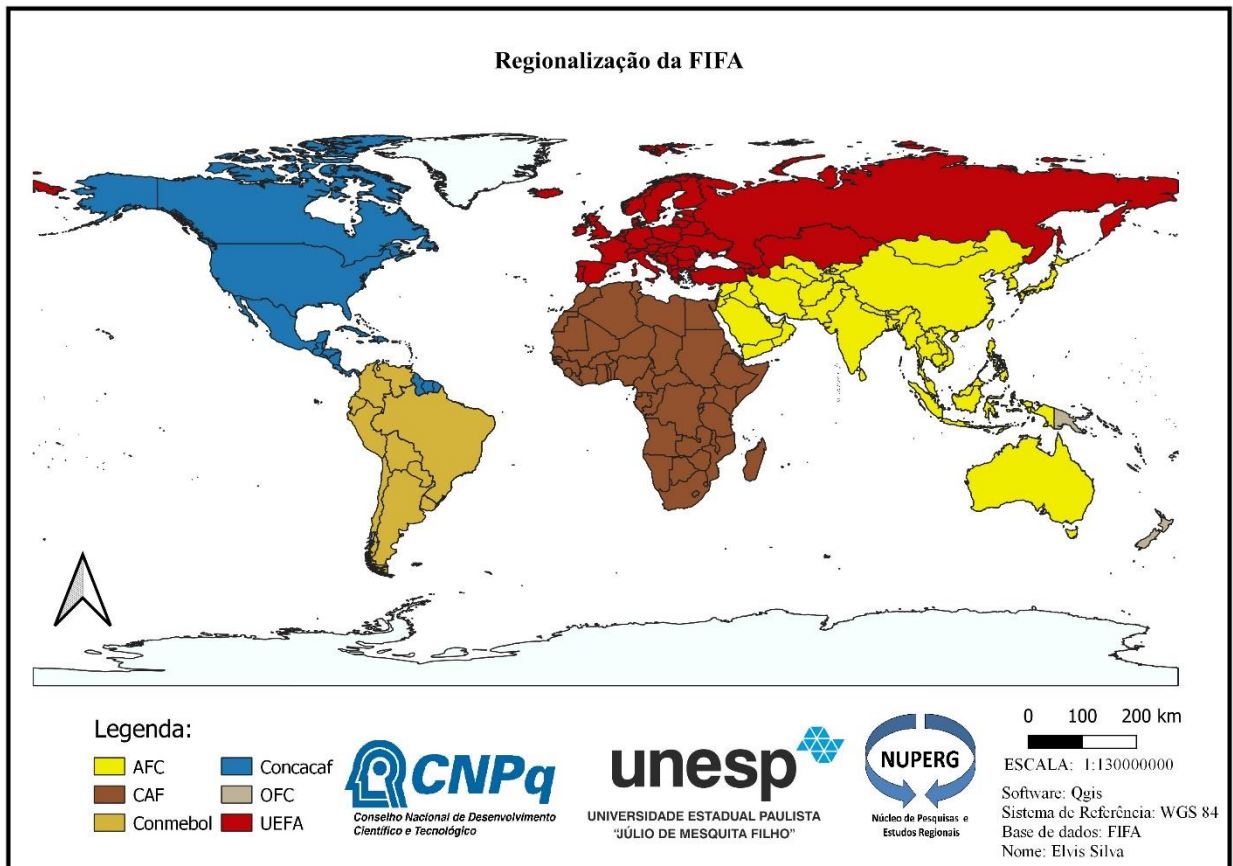 Regionalização da FIFA
Legenda:
AFC
CAF
Conmebol
Concacaf
OFC
UEFA
CNPq
Conselho Nacional de Desenvolvimento
Científico e Tecnológico
unesp
UNIVERSIDADE ESTADUAL PAULISTA
"JÚLIO DE MESQUITA FILHO"
NUPERG
Núcleo de Pesquisas e
Estudos Regionais
0 100 200 km
ESCALA: 1:130000000
Software: Qgis
Sistema de Referência: WGS 84
Base de dados: FIFA
Nome: Elvis Silva